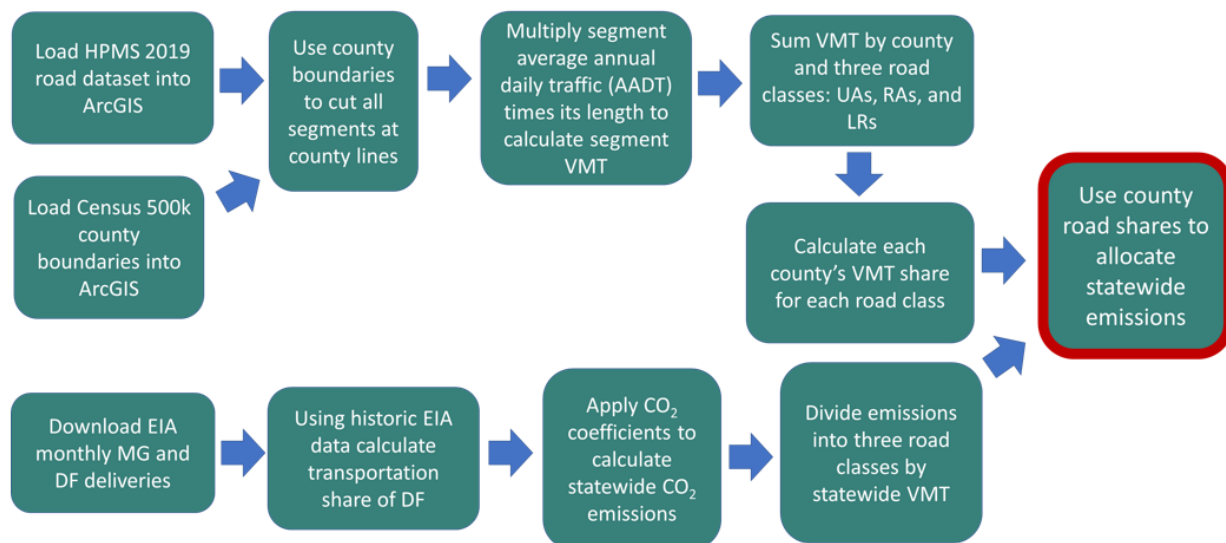 Load HPMS 2019
road dataset into
ArcGIS
Use county
boundaries
to cut all
segments at
county lines
Multiply segment
average annual
daily traffic (AADT)
times its length to
calculate segment
VMT
Sum VMT by county
and three road
classes: UAs, RAs, and
LRs
Load Census 500k
county
boundaries into
ArcGIS
Calculate each
county’s VMT share
for each road class
Use county
road shares to
allocate
statewide
emissions
Download EIA
monthly MG and
DF deliveries
Using historic EIA
data calculate
transportation
share of DF
Apply CO₂
coefficients to
calculate
statewide CO₂
emissions
Divide emissions
into three road
classes by
statewide VMT